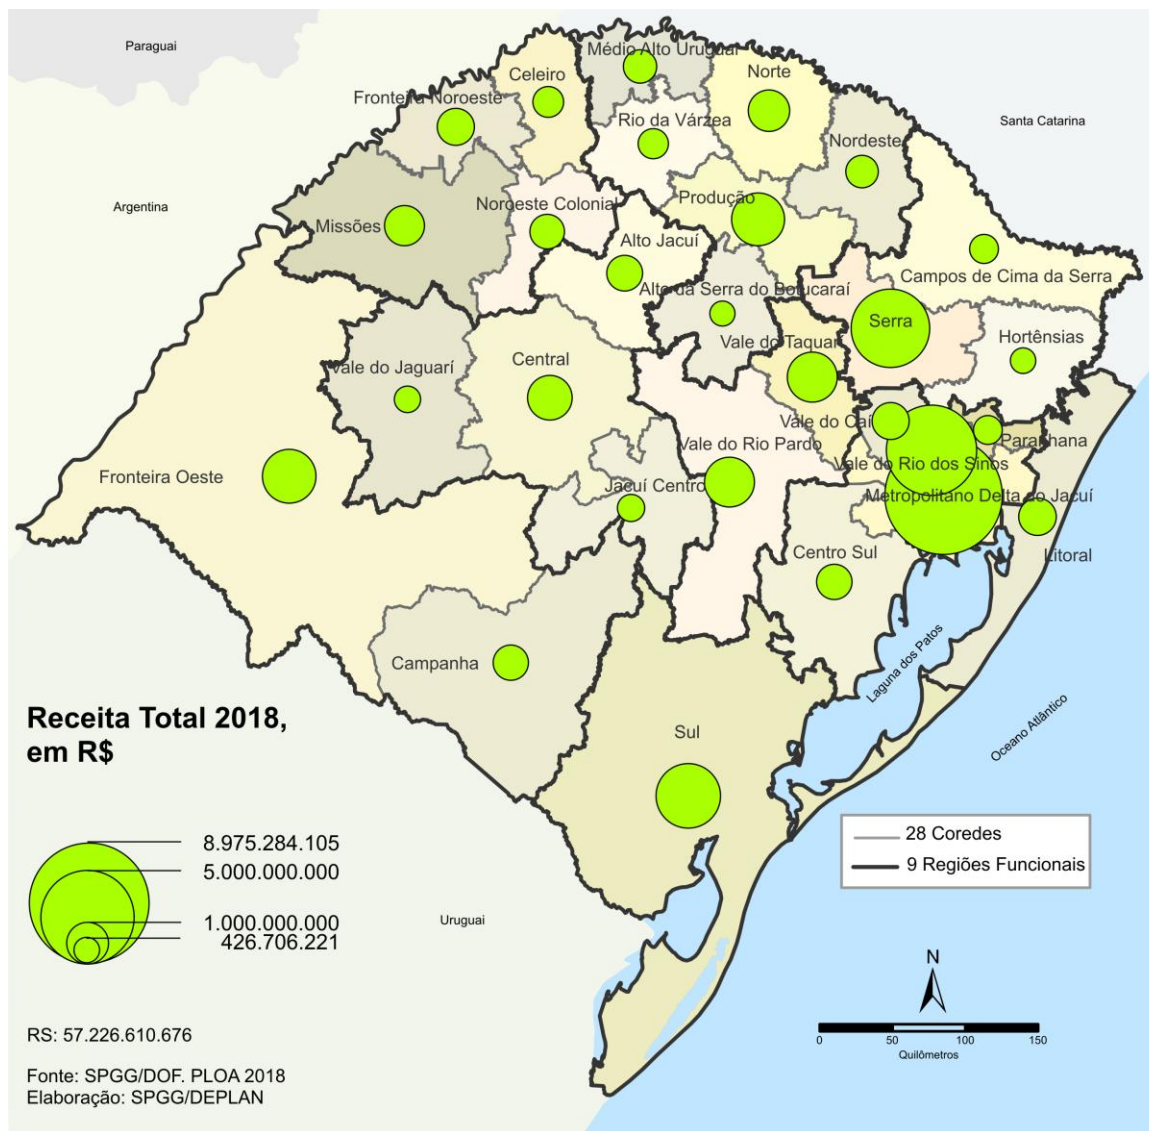 Paraguai
Médio Alto Uruguai
Celeiro
Norte
Fronteira Noroeste
Rio da Várzea
Santa Catarina
Nordeste
Argentina
Produção
Noroeste Colonial
Missões
Alto Jacuí
Campos de Cima da Serra
Alto da Serra do Botucaraí
Serra
Hortênsias
Vale do Taquari
Central
Vale do Jaguarí
Vale do Caí
Paranhana
Vale do Rio Pardo
Vale do Rio dos Sinos
Fronteira Oeste
Jacuí Centro
Metropolitano Delta do Jacuí
Centro Sul
Litoral
Laguna dos Patos
Campanha
Oceano Atlântico
Sul
Uruguai
Receita Total 2018,
em R$
8.975.284.105
5.000.000.000
1.000.000.000
426.706.221
28 Coredes
9 Regiões Funcionais
N
0 50 100 150
Quilômetros
RS: 57.226.610.676
Fonte: SPGG/DOF. PLOA 2018
Elaboração: SPGG/DEPLAN